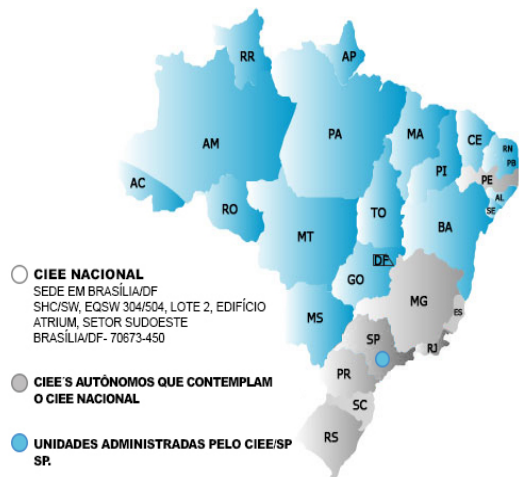 RR
AP
AM
PA
MA
CE
RN
PB
PI
PE
AL
SE
AC
RO
TO
BA
MT
DF
GO
MG
MS
ES
SP
RJ
PR
SC
RS
CIEE NACIONAL
SEDE EM BRASÍLIA/DF
SHC/SW, EQSW 304/504, LOTE 2, EDIFÍCIO
ATRIUM, SETOR SUDOESTE
BRASÍLIA/DF- 70673-450
CIEE´S AUTÔNOMOS QUE CONTEMPLAM
O CIEE NACIONAL
UNIDADES ADMINISTRADAS PELO CIEE/SP
SP.